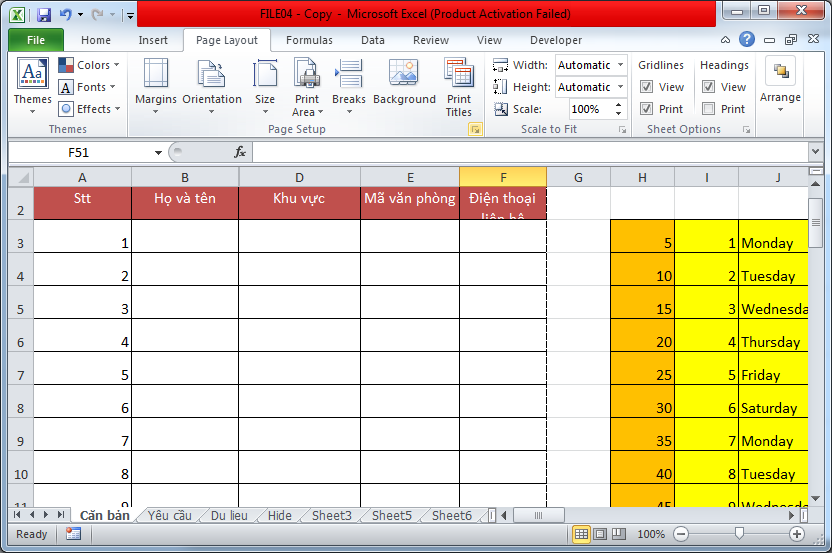 FILE04 - Copy - Microsoft Excel (Product Activation Failed)
File Home Insert Page Layout Formulas Data Review View Developer
Themes
Colors
Fonts
Effects
Themes
Margins Orientation Size Print Area Breaks Background Print Titles
Page Setup
Width: Automatic
Height: Automatic
Scale: 100%
Scale to Fit
Gridlines Headings
View View
Print Print
Sheet Options
Arrange
F51 fx
A B D E F G H I J
2 Stt Họ và tên Khu vực Mã văn phòng Điện thoại liên hệ
3 1 5 1 Monday
4 2 10 2 Tuesday
5 3 15 3 Wednesda
6 4 20 4 Thursday
7 5 25 5 Friday
8 6 30 6 Saturday
9 7 35 7 Monday
10 8 40 8 Tuesday
11 9 45 9 Wednesda
Căn bản Yêu cầu Du lieu Hide Sheet3 Sheet5 Sheet6
Ready 100%